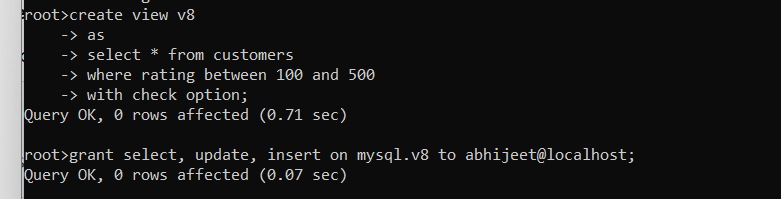 root>create view v8
-> as
-> select * from customers
-> where rating between 100 and 500
-> with check option;
Query OK, 0 rows affected (0.71 sec)
root>grant select, update, insert on mysql.v8 to abhijeet@localhost;
Query OK, 0 rows affected (0.07 sec)